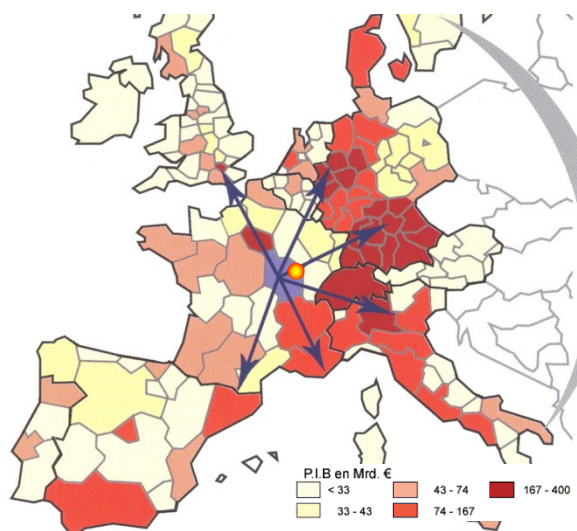 P.I.B en Mrd. €
< 33
43 - 74
167 - 400
33 - 43
74 - 167